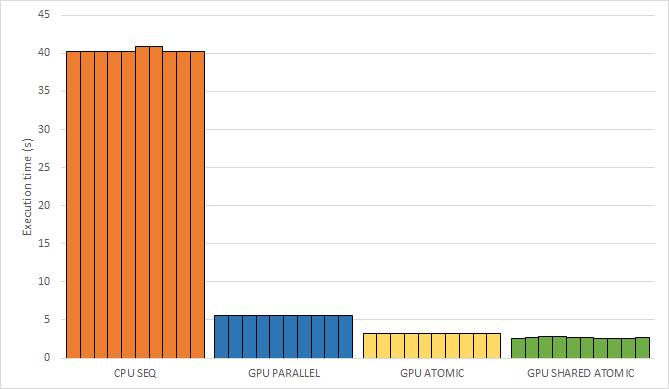 45
40
35
30
25
20
15
10
5
0
Execution time (s)
CPU SEQ
GPU PARALLEL
GPU ATOMIC
GPU SHARED ATOMIC